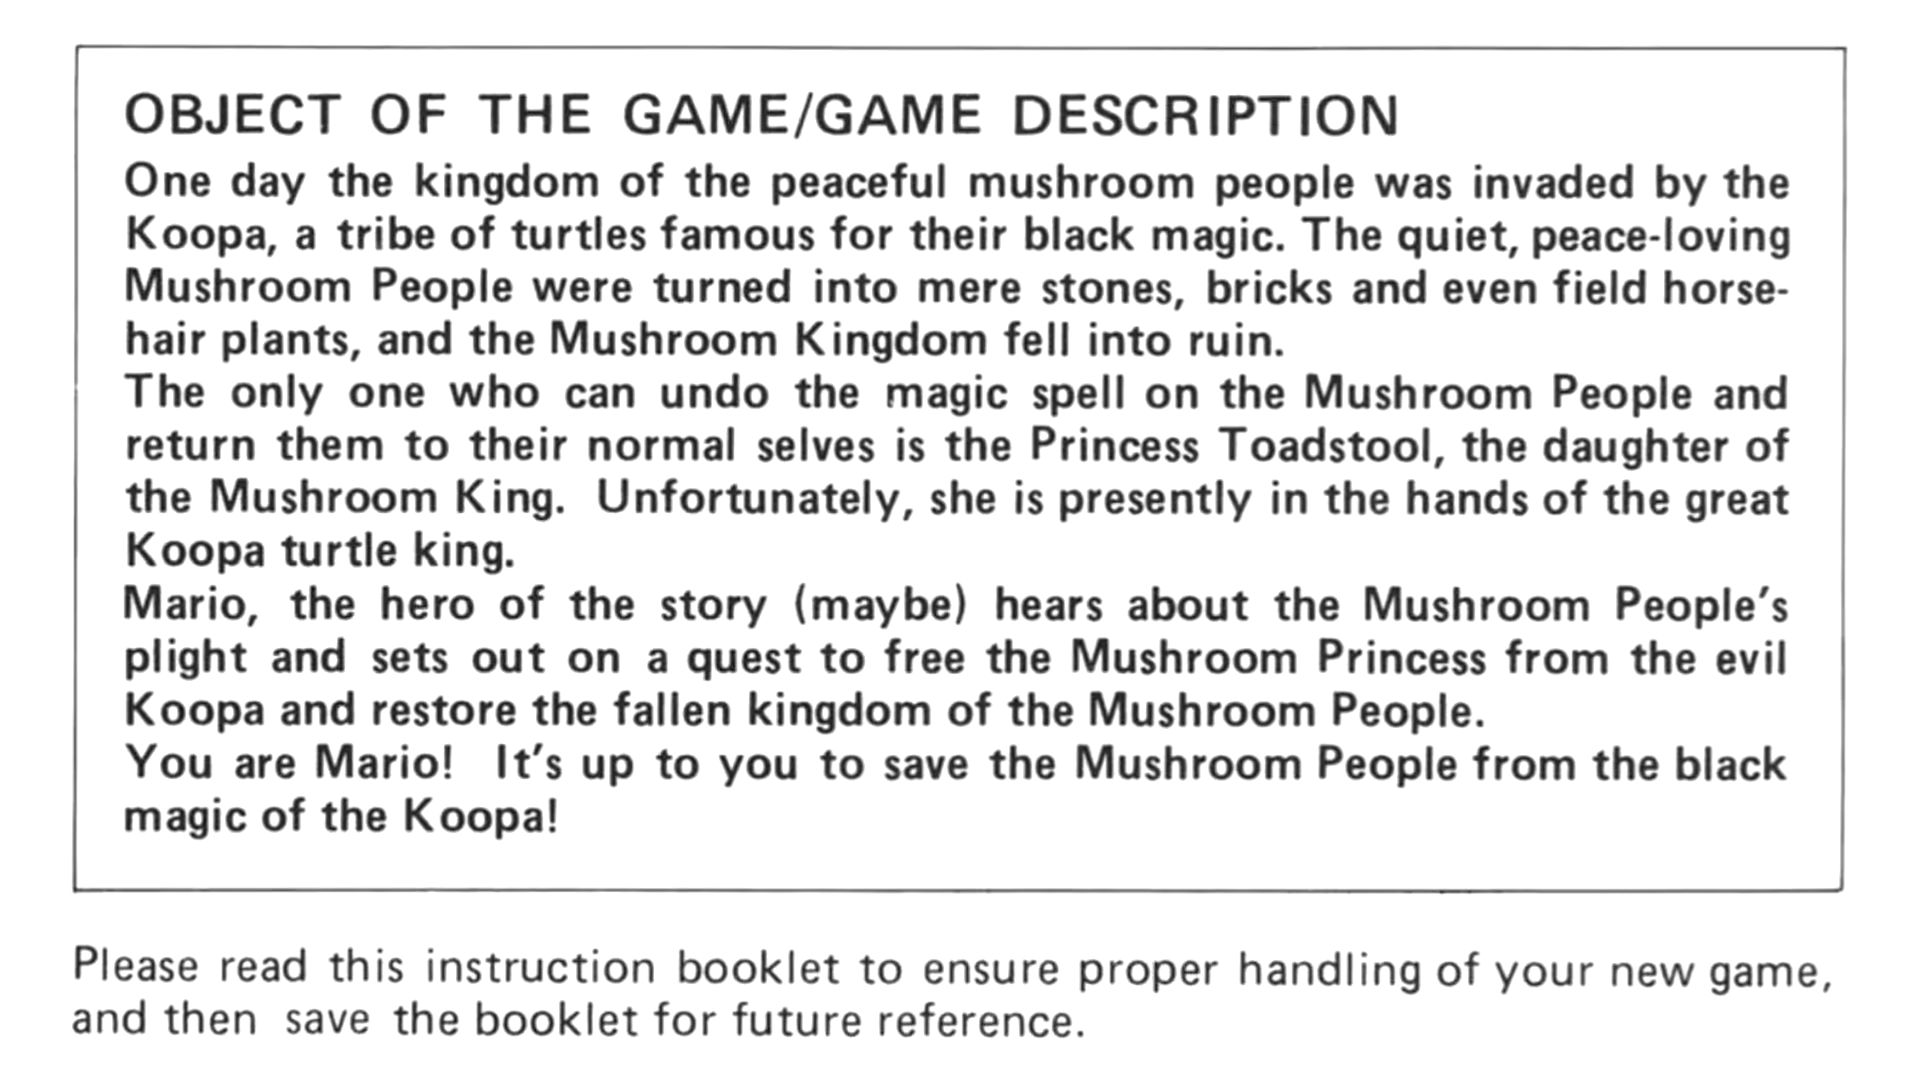 OBJECT OF THE GAME/GAME DESCRIPTION
One day the kingdom of the peaceful mushroom people was invaded by the
Koopa, a tribe of turtles famous for their black magic. The quiet, peace-loving
Mushroom People were turned into mere stones, bricks and even field horse-
hair plants, and the Mushroom Kingdom fell into ruin.
The only one who can undo the magic spell on the Mushroom People and
return them to their normal selves is the Princess Toadstool, the daughter of
the Mushroom King. Unfortunately, she is presently in the hands of the great
Koopa turtle king.
Mario, the hero of the story (maybe) hears about the Mushroom People's
plight and sets out on a quest to free the Mushroom Princess from the evil
Koopa and restore the fallen kingdom of the Mushroom People.
You are Mario! It's up to you to save the Mushroom People from the black
magic of the Koopa!
Please read this instruction booklet to ensure proper handling of your new game,
and then save the booklet for future reference.